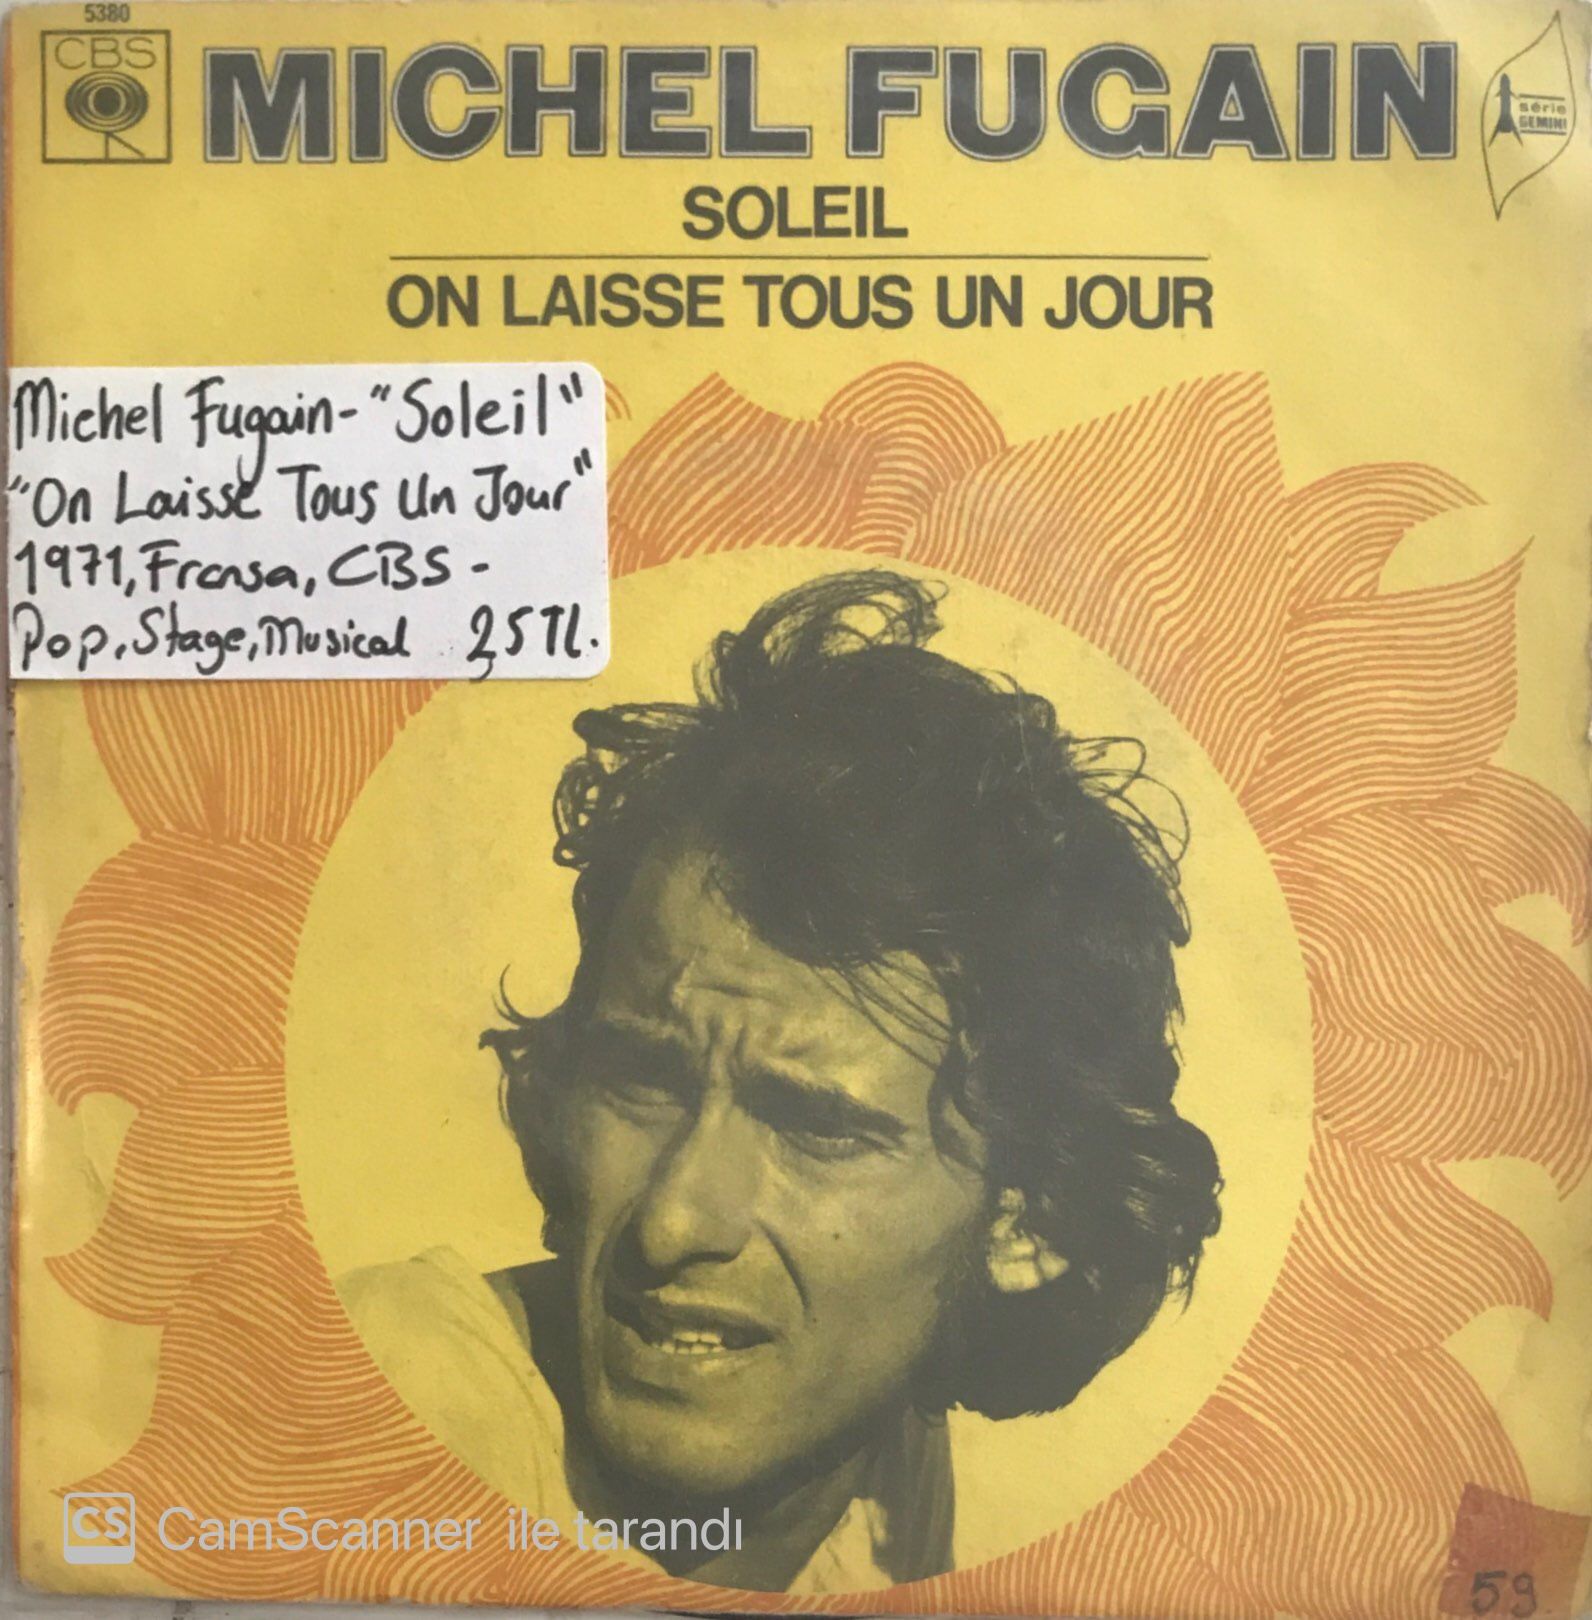 5380
CBS
MICHEL FUGAIN
série
GEMINI
SOLEIL
ON LAISSE TOUS UN JOUR
Michel Fugain-"Soleil"
"On Laisse Tous Un Jour"
1971, Fransa, CBS -
Pop, Stage, Musical 25 TL.
CS CamScanner ile tarandı
59